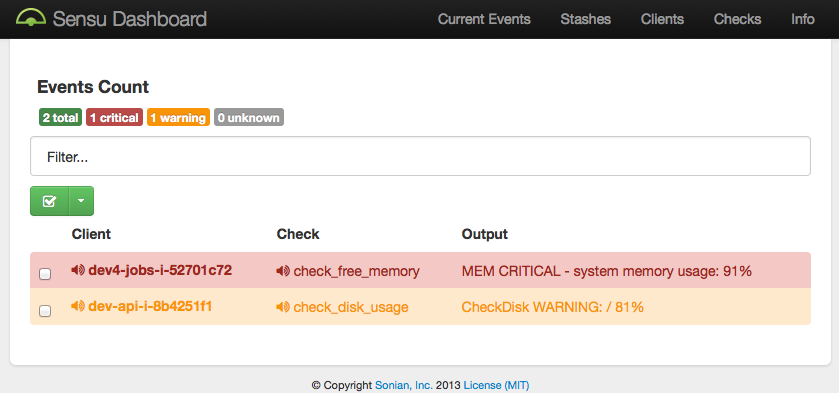 Sensu Dashboard Current Events Stashes Clients Checks Info
Events Count
2 total 1 critical 1 warning 0 unknown
Filter...
Client Check Output
dev4-jobs-i-52701c72 check_free_memory MEM CRITICAL - system memory usage: 91%
dev-api-i-8b4251f1 check_disk_usage CheckDisk WARNING: / 81%
© Copyright Sonian, Inc. 2013 License (MIT)